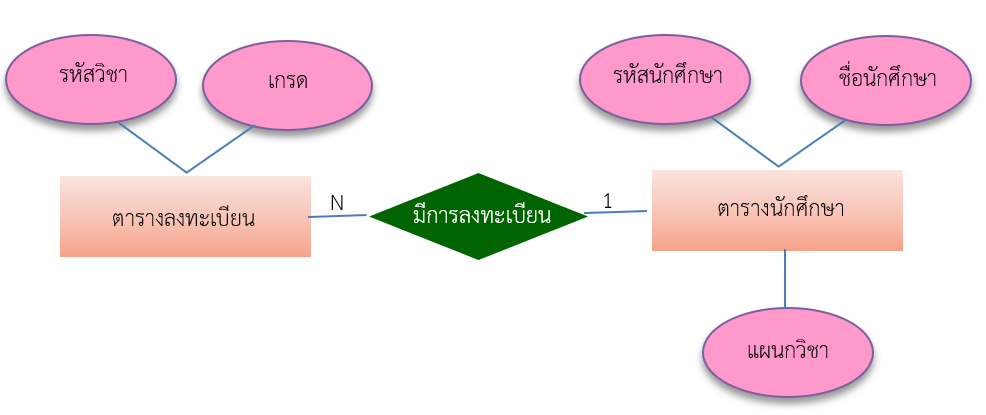 รหัสวิชา
เกรด
รหัสนักศึกษา
ชื่อนักศึกษา
ตารางลงทะเบียน
N
มีการลงทะเบียน
1
ตารางนักศึกษา
แผนกวิชา